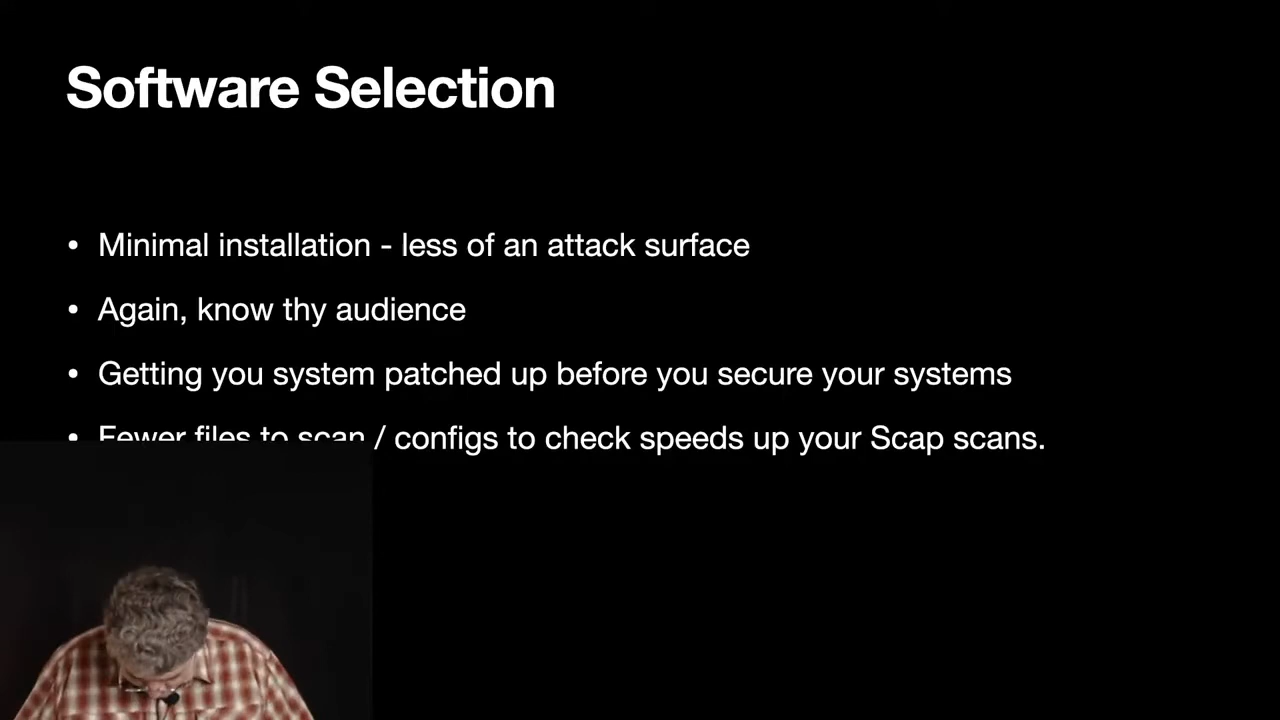 Software Selection
• Minimal installation - less of an attack surface
• Again, know thy audience
• Getting you system patched up before you secure your systems
• Fewer files to scan / configs to check speeds up your Scap scans.